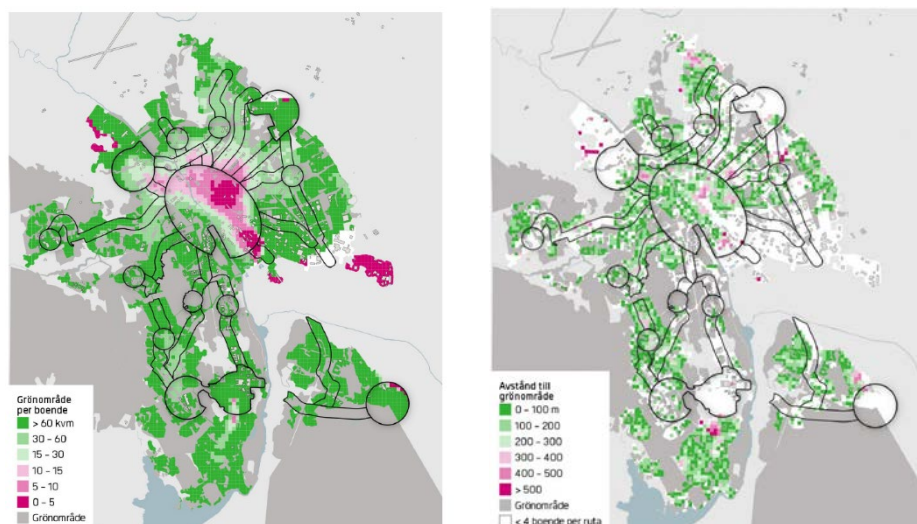 Grönområde
per boende
> 60 kvm
30 – 60
15 – 30
10 – 15
5 – 10
0 – 5
Grönområde
Avstånd till
grönområde
0 – 100 m
100 – 200
200 – 300
300 – 400
400 – 500
> 500
Grönområde
< 4 boende per ruta